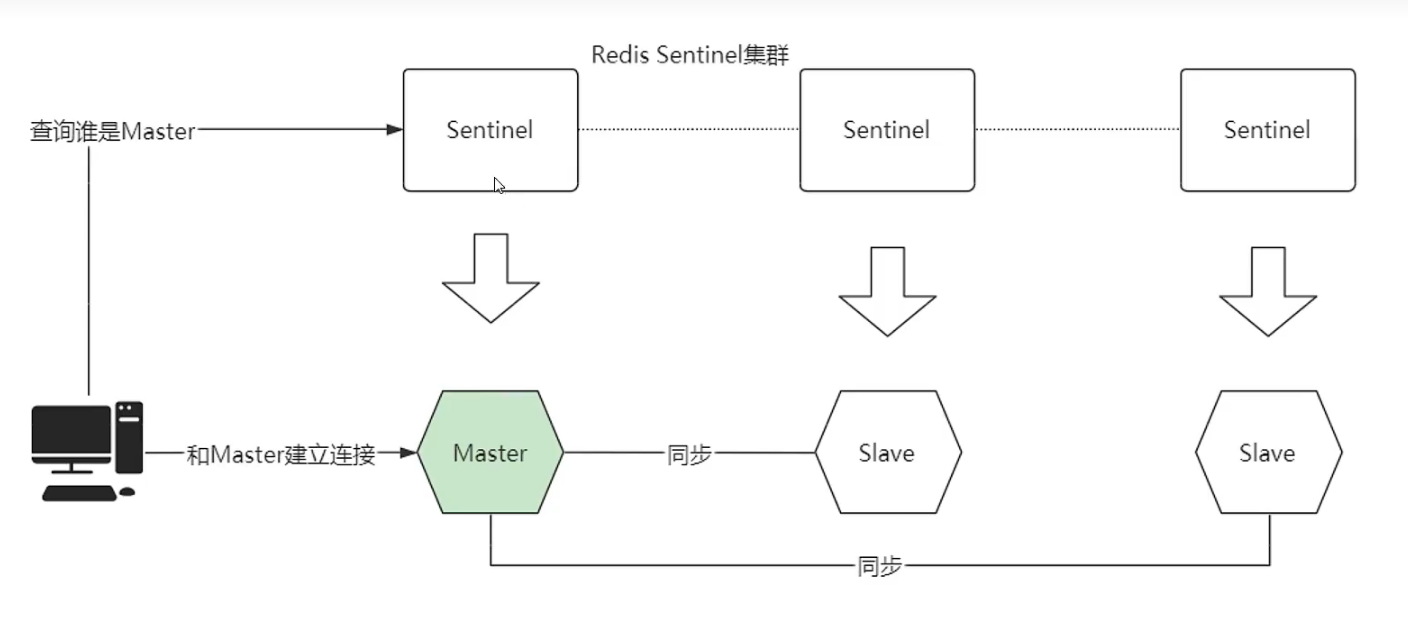 Redis Sentinel集群
查询谁是Master
Sentinel
Sentinel
Sentinel
和Master建立连接
Master
同步
Slave
Slave
同步